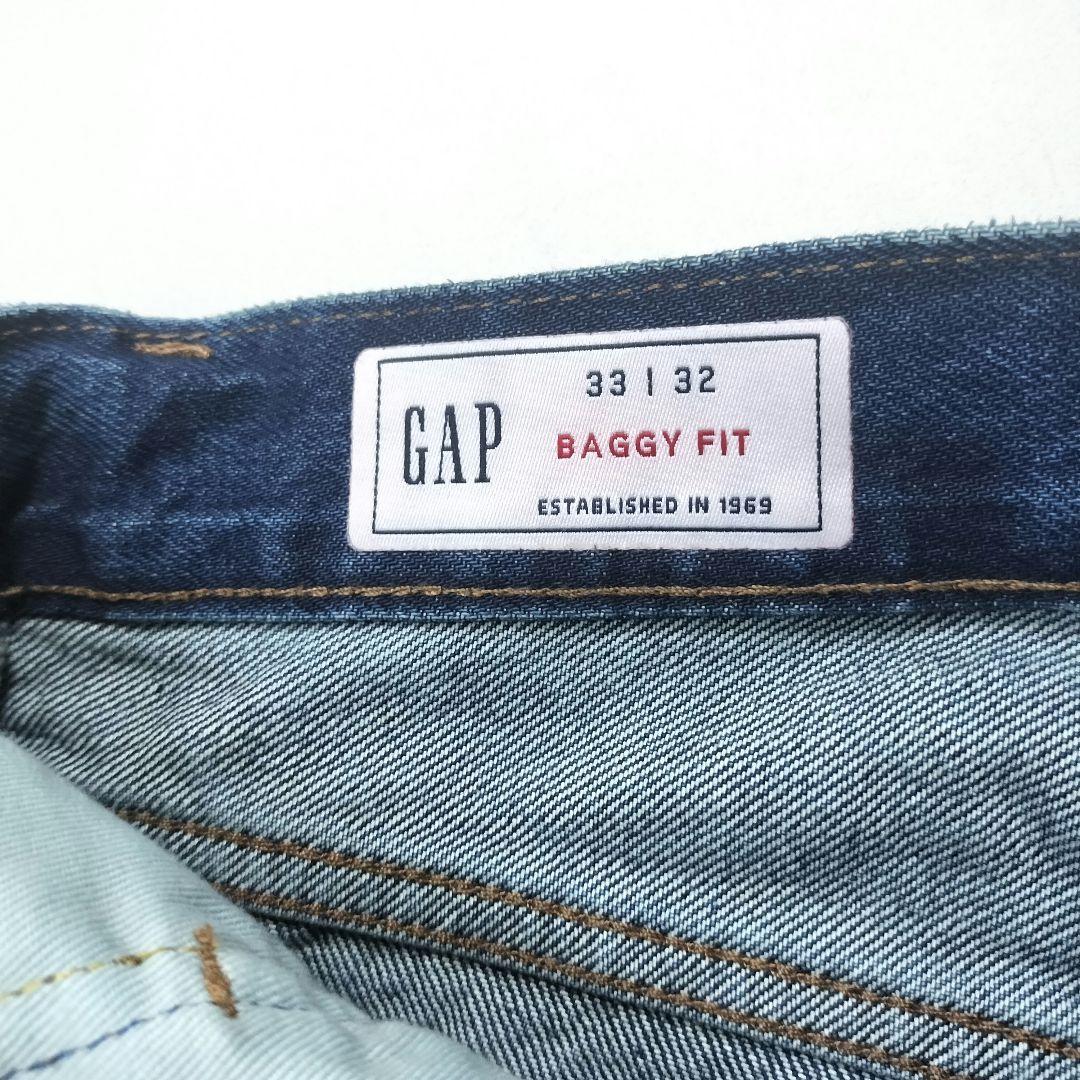 GAP
33 | 32
BAGGY FIT
ESTABLISHED IN 1969